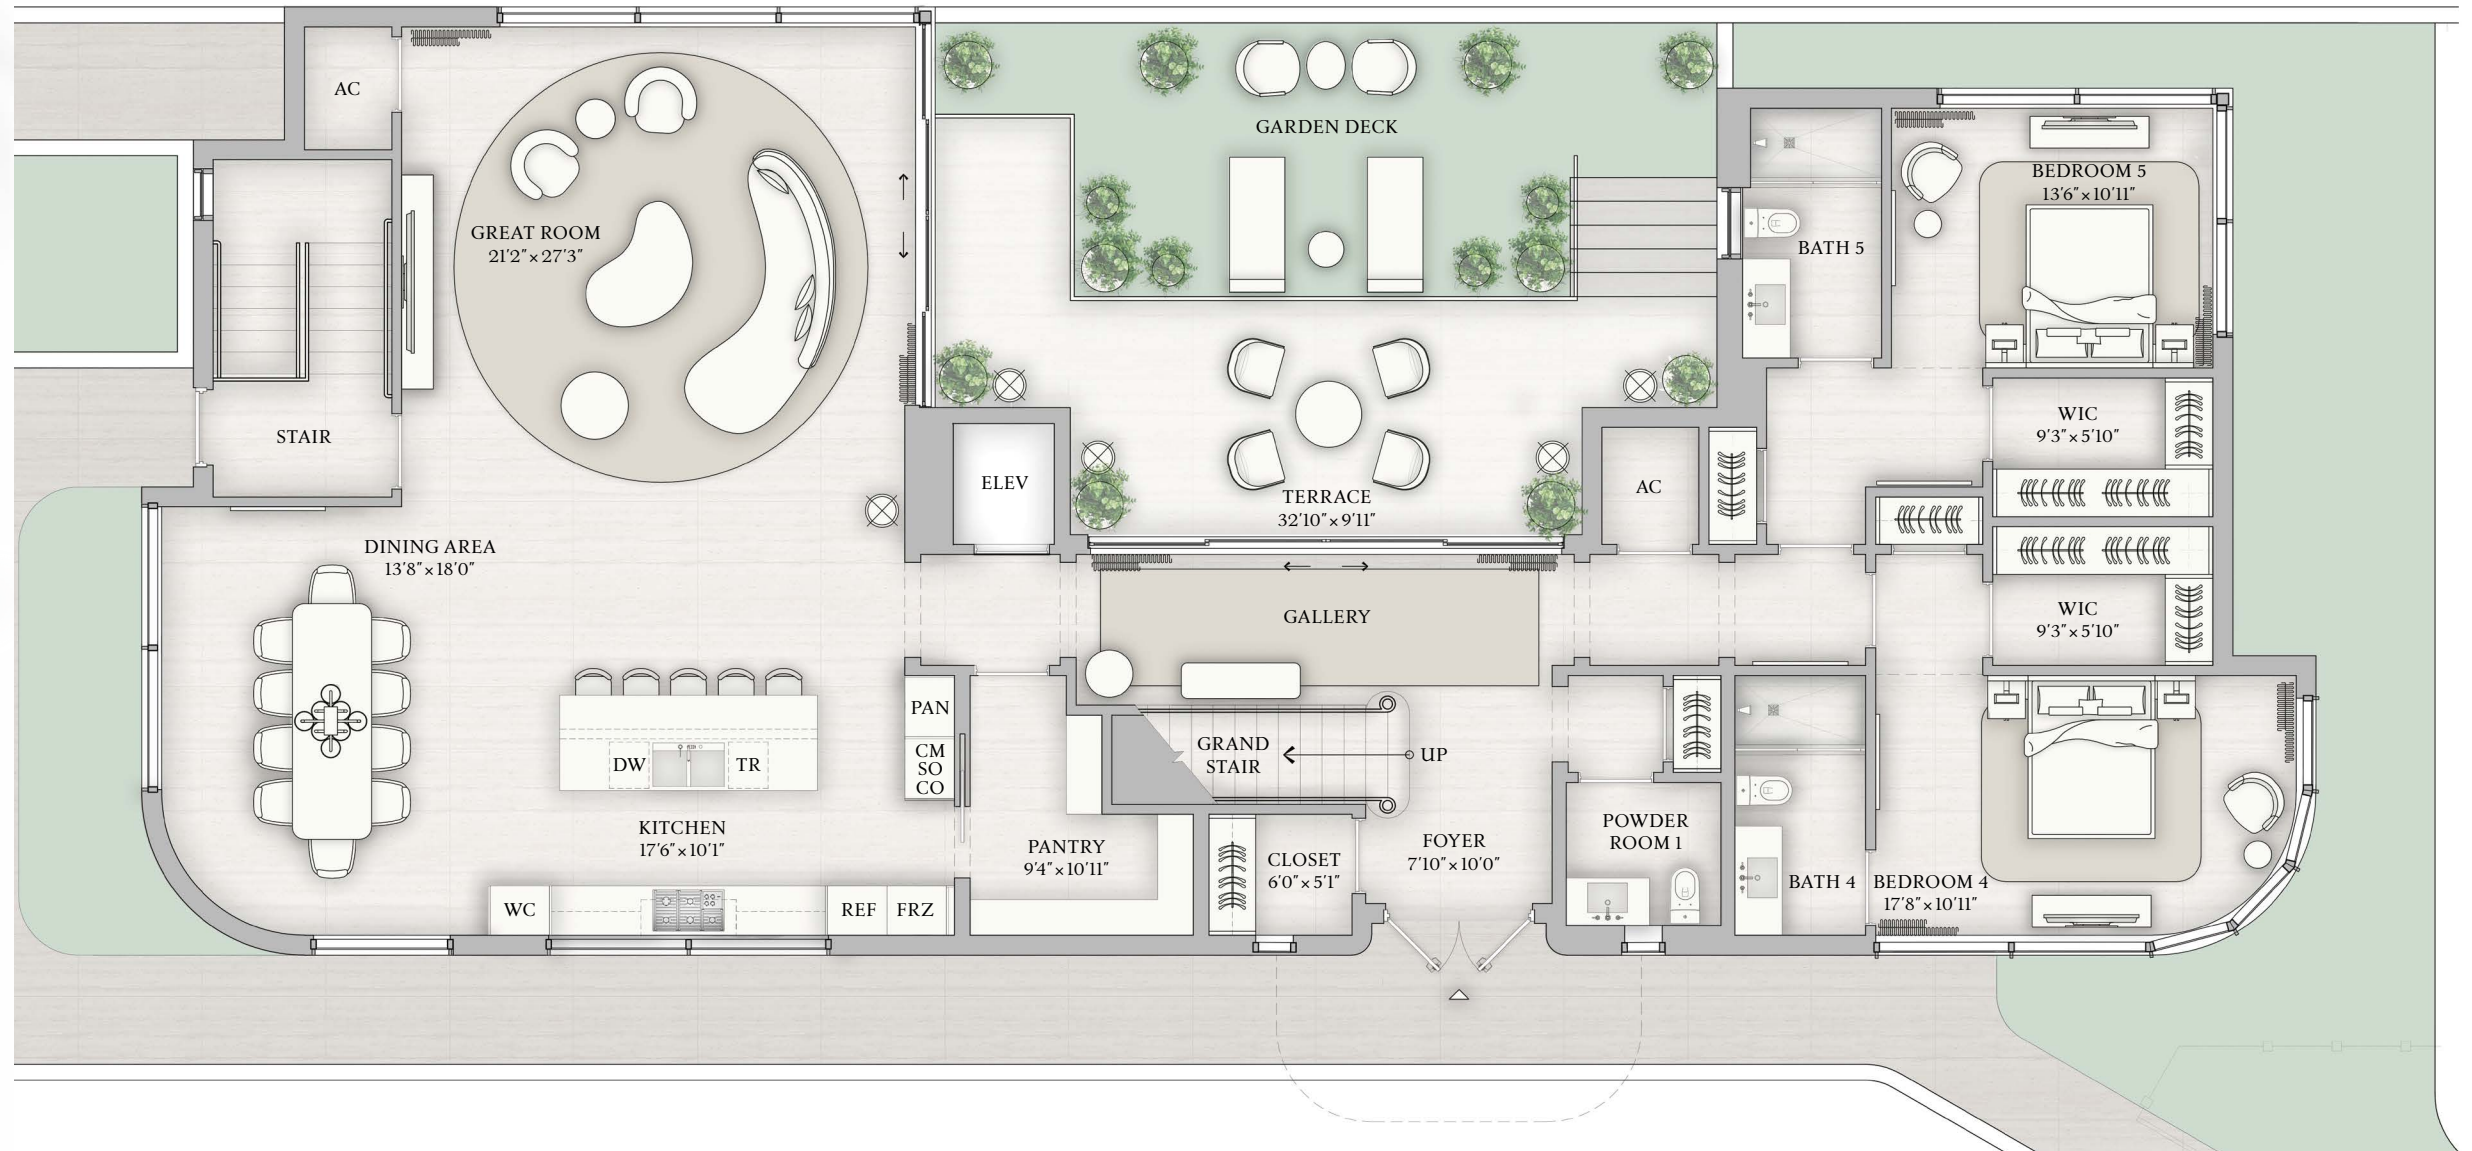 AC
GREAT ROOM
21'2"×27'3"
STAIR
DINING AREA
13'8"×18'0"
ELEV
GARDEN DECK
TERRACE
32'10"×9'11"
BATH 5
BEDROOM 5
13'6"×10'11"
WIC
9'3"×5'10"
AC
GALLERY
WIC
9'3"×5'10"
PAN
CM
SO
CO
DW
TR
GRAND
STAIR
UP
KITCHEN
17'6"×10'1"
PANTRY
9'4"×10'11"
CLOSET
6'0"×5'1"
FOYER
7'10"×10'0"
POWDER
ROOM 1
BATH 4
BEDROOM 4
17'8"×10'11"
WC
REF
FRZ